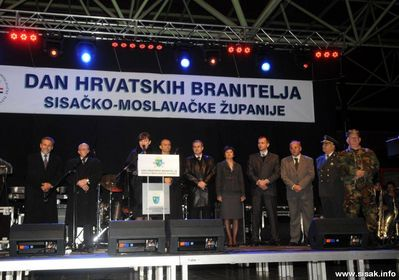 DAN HRVATSKIH BRANITELJA
SISAČKO-MOSLAVAČKE ŽUPANIJE
www.sisak.info